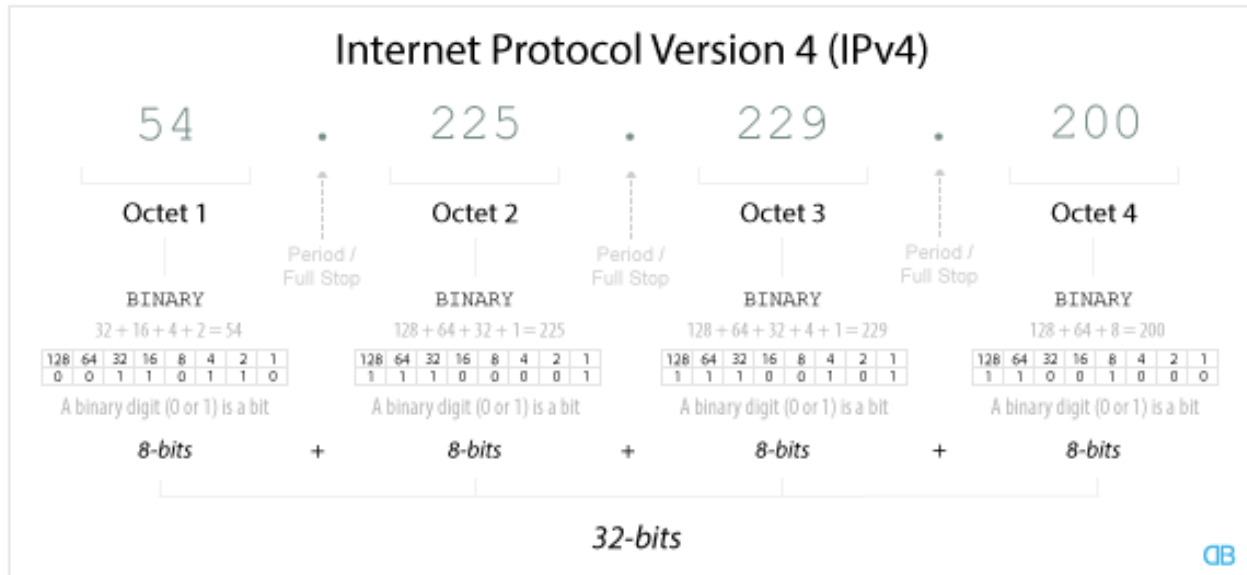 Internet Protocol Version 4 (IPv4)
54 . 225 . 229 . 200
Octet 1 Octet 2 Octet 3 Octet 4
Period / Period / Period /
Full Stop Full Stop Full Stop
BINARY BINARY BINARY BINARY
32 + 16 + 4 + 2 = 54 128 + 64 + 32 + 1 = 225 128 + 64 + 32 + 4 + 1 = 229 128 + 64 + 8 = 200
128 64 32 16 8 4 2 1 128 64 32 16 8 4 2 1 128 64 32 16 8 4 2 1 128 64 32 16 8 4 2 1
0 0 1 1 0 1 1 0 1 1 1 0 0 0 0 1 1 1 1 0 0 1 0 1 1 1 0 0 1 0 0 0
A binary digit (0 or 1) is a bit A binary digit (0 or 1) is a bit A binary digit (0 or 1) is a bit A binary digit (0 or 1) is a bit
8-bits + 8-bits + 8-bits + 8-bits
32-bits
DB